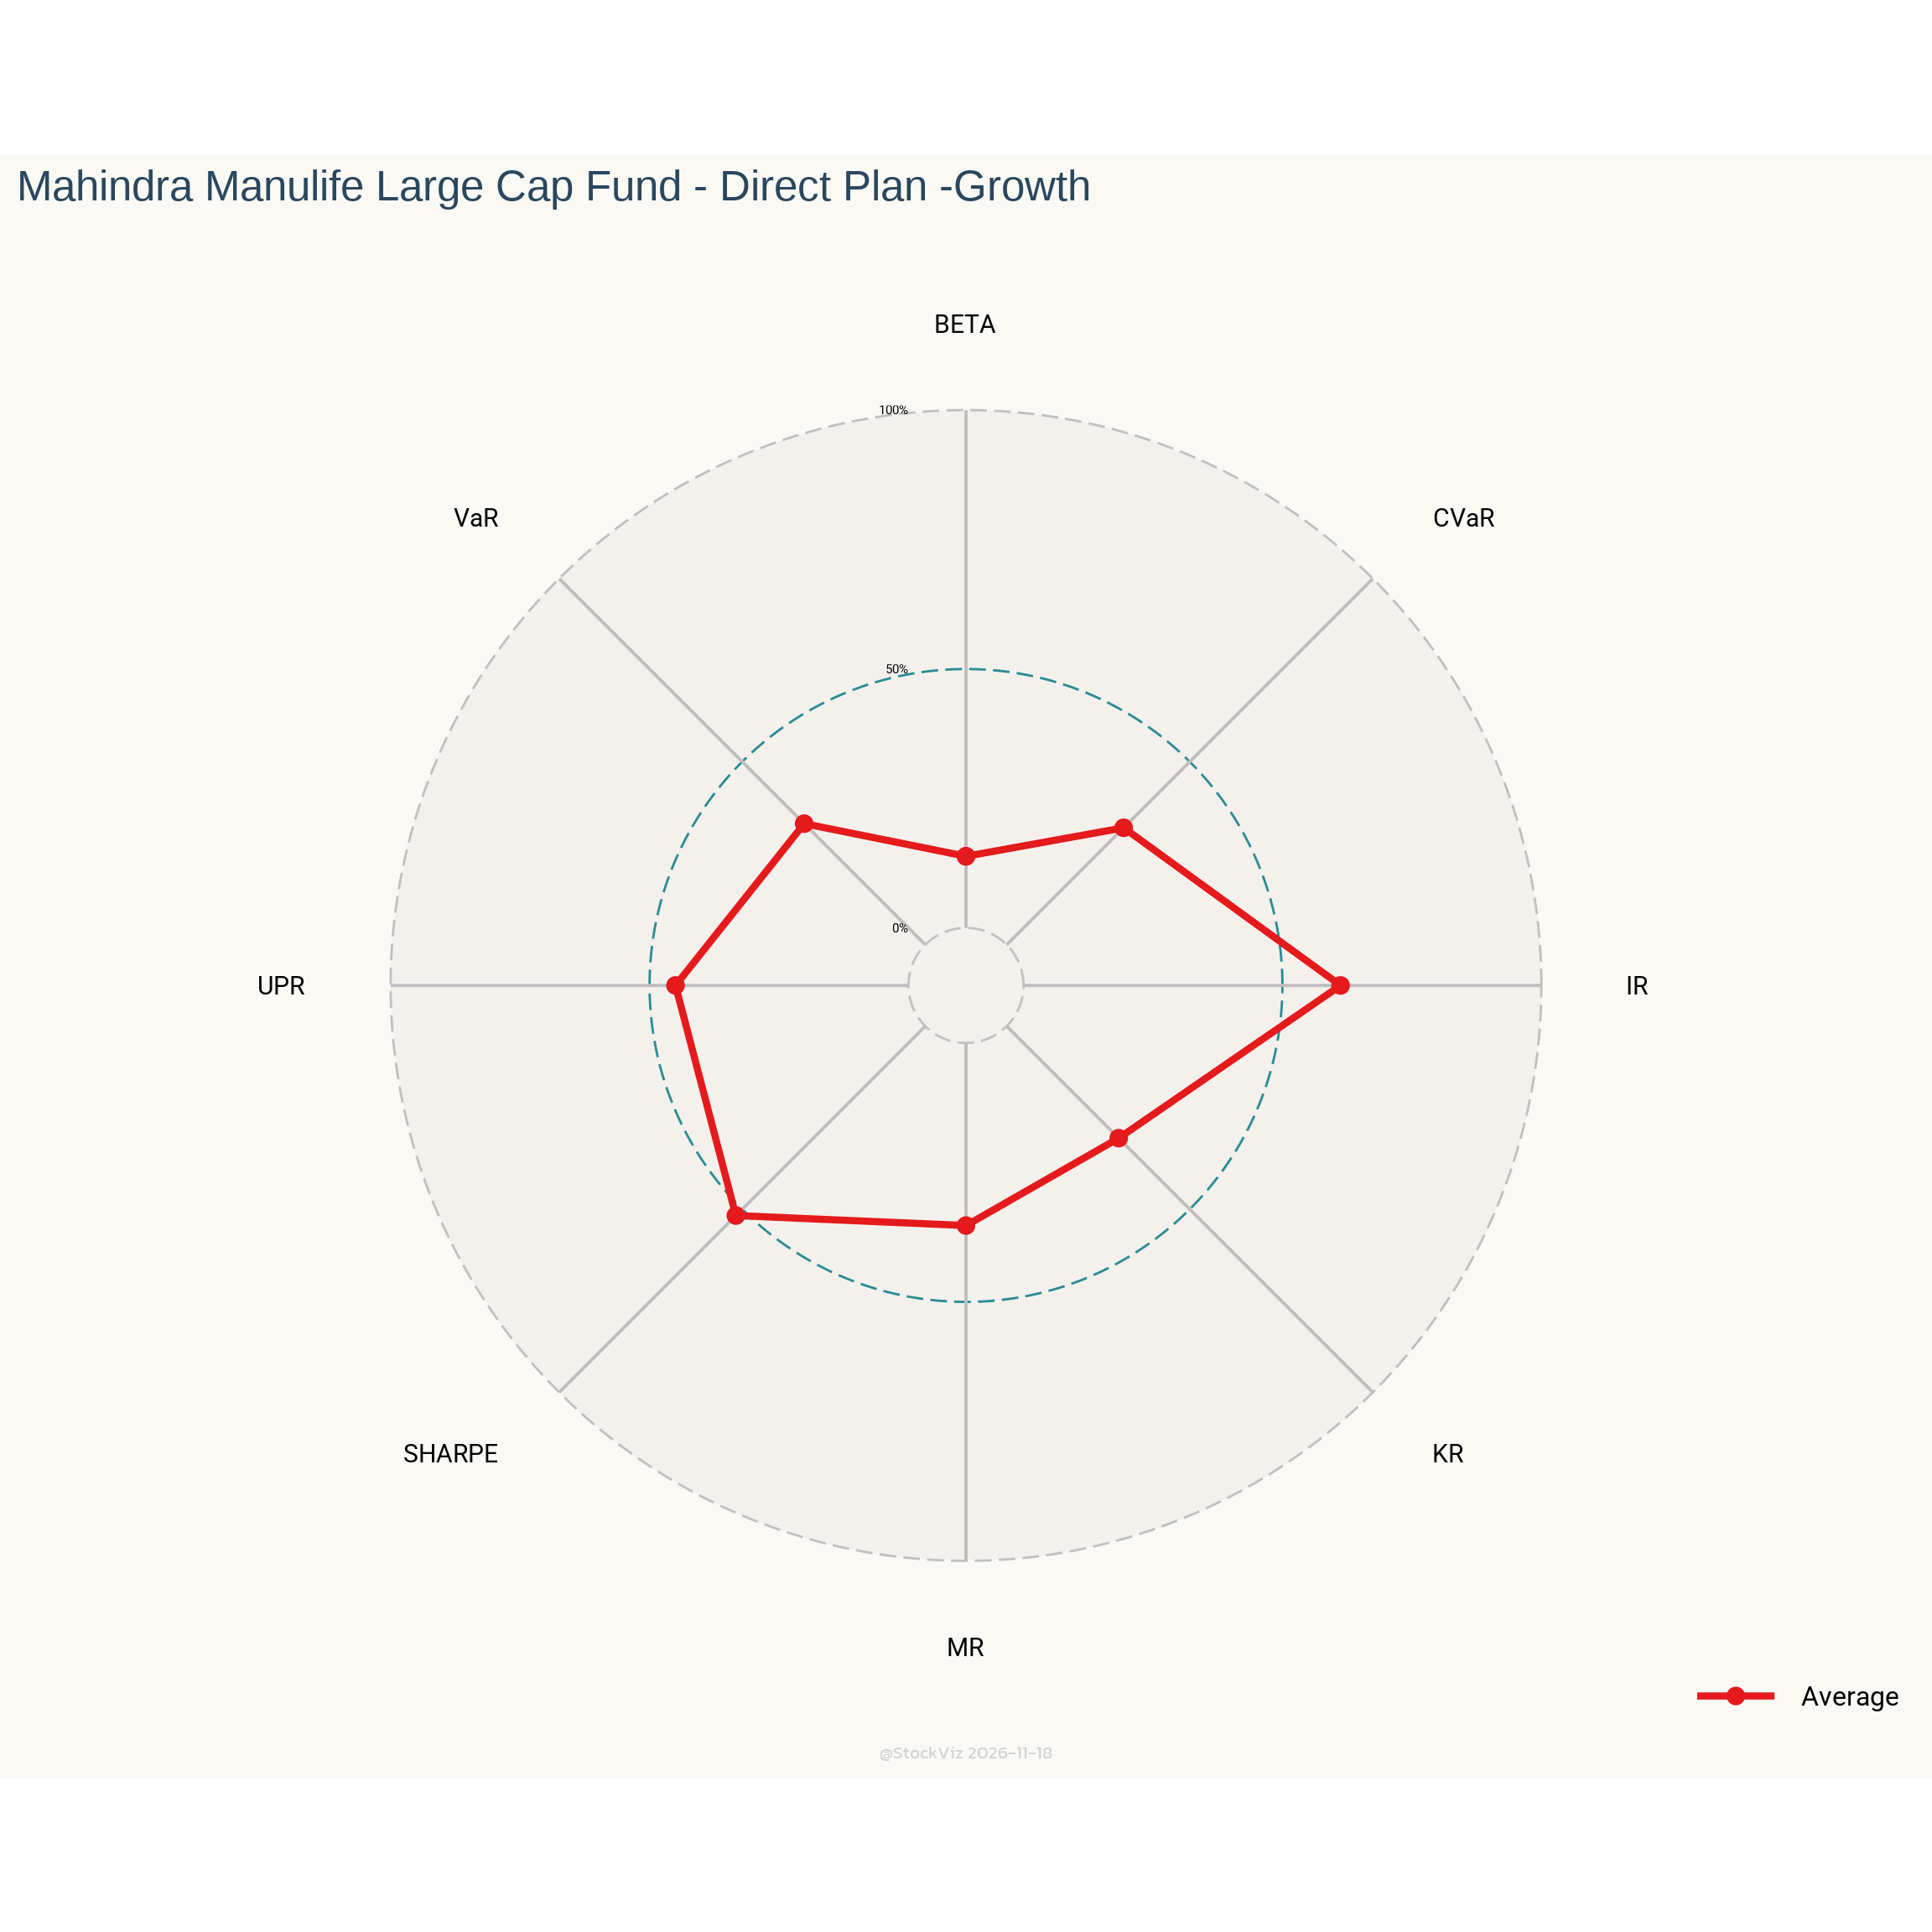 Mahindra Manulife Large Cap Fund - Direct Plan -Growth
BETA
100%
VaR
CVaR
50%
0%
UPR
IR
SHARPE
KR
MR
Average
@StockViz 2026-11-18